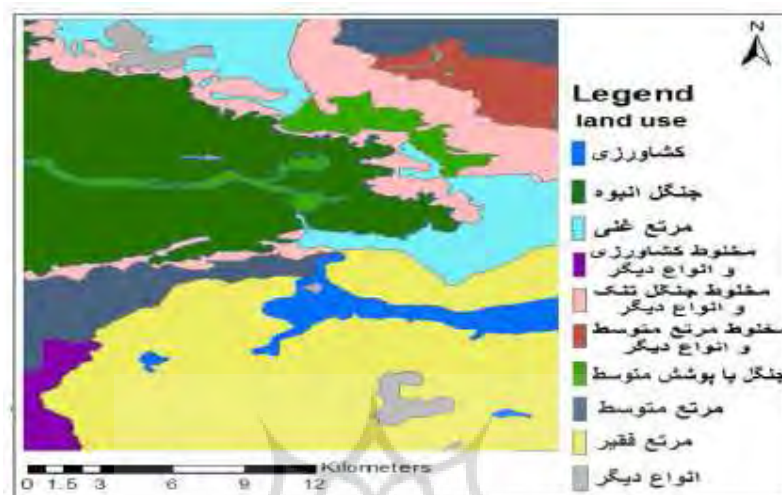 N
Legend
land use
کشاورزی
جنگل انبوه
مرتع غنی
مخلوط کشاورزی
و انواع دیگر
مخلوط جنگل تنک
و انواع دیگر
مخلوط مرتع متوسط
و انواع دیگر
جنگل با پوشش متوسط
مرتع متوسط
مرتع فقیر
انواع دیگر
Kilometers
0 1.5 3 6 9 12